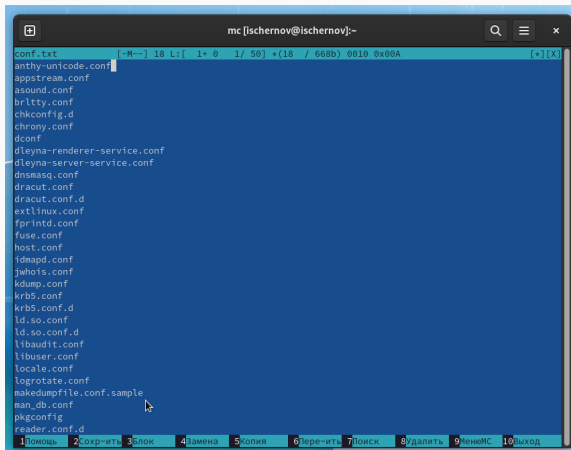 mc [ischernov@ischernov]:~
conf.txt [-M--] 18 L:[ 1+ 0 1/ 50] *(18 / 668b) 0010 0x00A [*][X]
anthy-unicode.conf
appstream.conf
asound.conf
brltty.conf
chkconfig.d
chrony.conf
dconf
dleyna-renderer-service.conf
dleyna-server-service.conf
dnsmasq.conf
dracut.conf
dracut.conf.d
extlinux.conf
fprintd.conf
fuse.conf
host.conf
idmapd.conf
jwhois.conf
kdump.conf
krb5.conf
krb5.conf.d
ld.so.conf
ld.so.conf.d
libaudit.conf
libuser.conf
locale.conf
logrotate.conf
makedumpfile.conf.sample
man_db.conf
pkgconfig
reader.conf.d
1Помощь 2Сохр~ить 3Блок 4Замена 5Копия 6Пере~ить 7Поиск 8Удалить 9МенюMC 10Выход